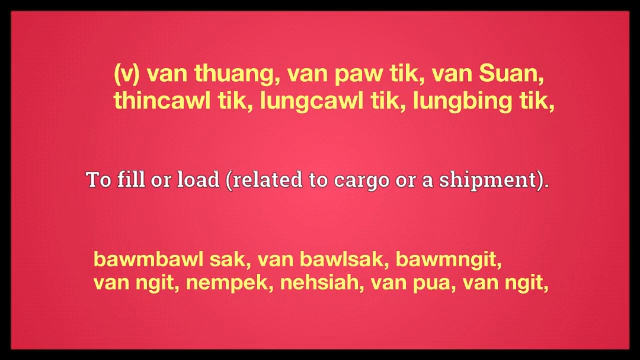 (v) van thuang, van paw tik, van Suan,
thincawl tik, lungcawl tik, lungbing tik,
To fill or load (related to cargo or a shipment).
bawmbawl sak, van bawlsak, bawmngit,
van ngit, nempek, nehsiah, van pua, van ngit,